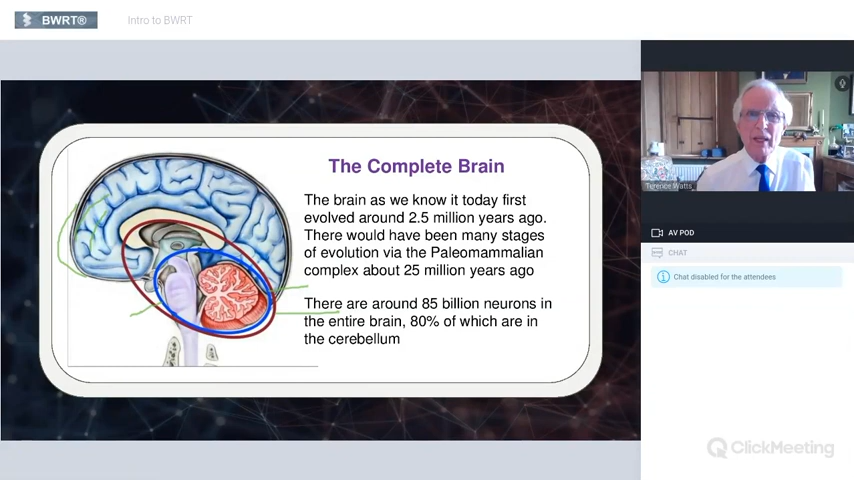 BWRT®
Intro to BWRT
The Complete Brain
The brain as we know it today first
evolved around 2.5 million years ago.
There would have been many stages
of evolution via the Paleomammalian
complex about 25 million years ago
There are around 85 billion neurons in
the entire brain, 80% of which are in
the cerebellum
Terence Watts
AV POD
CHAT
Chat disabled for the attendees
ClickMeeting